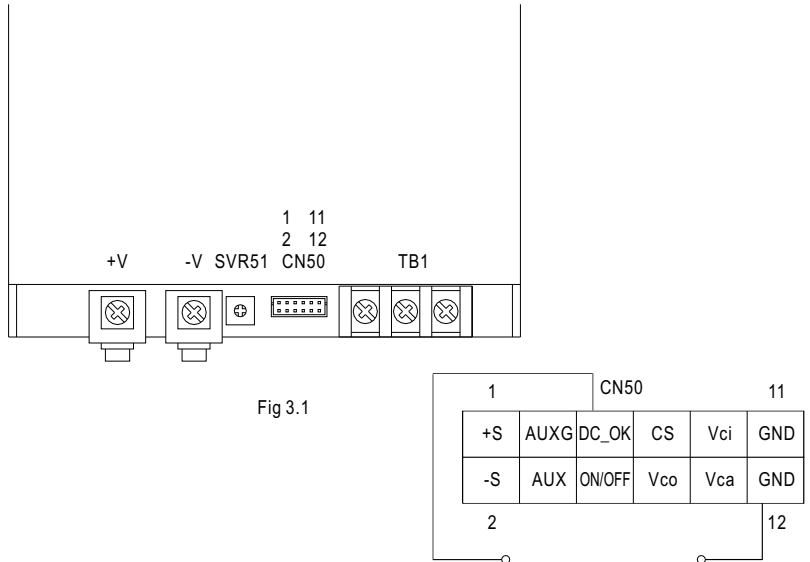 1 11
2 12
+V -V SVR51 CN50 TB1
Fig 3.1
1 CN50 11
+S AUXG DC_OK CS Vci GND
-S AUX ON/OFF Vco Vca GND
2 12